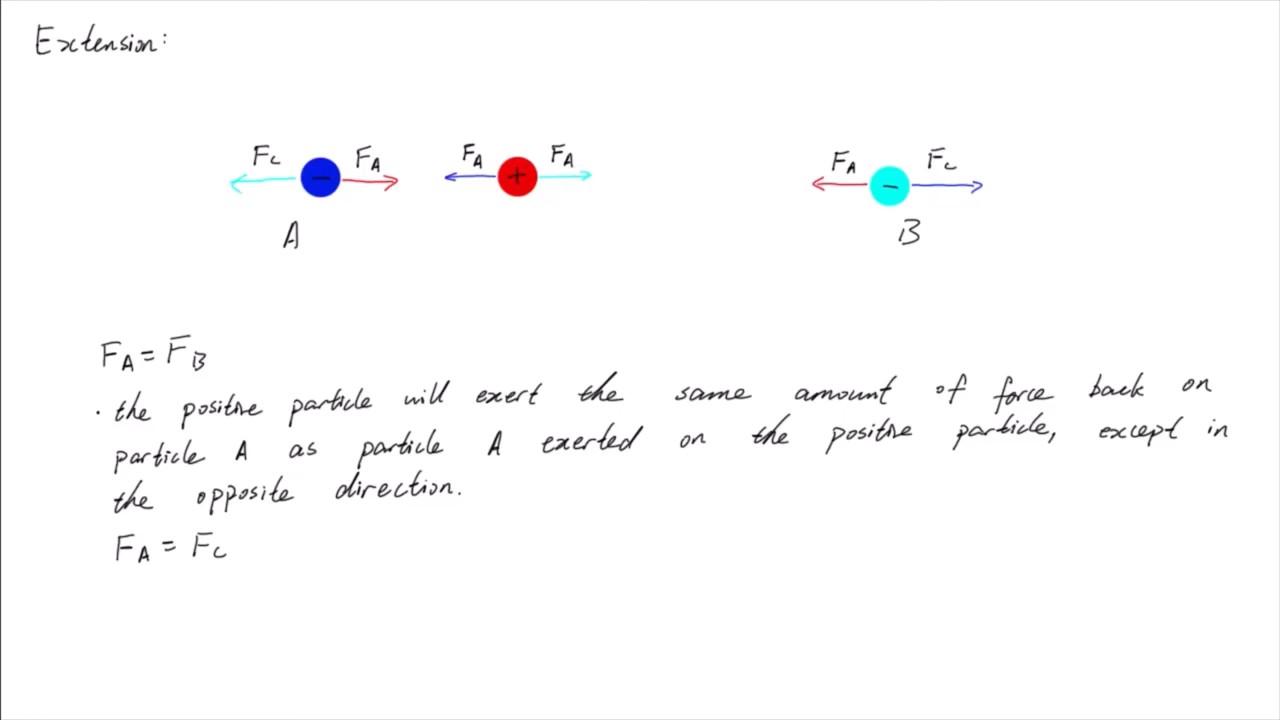 Extension:
Fc FA FA FA FA Fc
- + -
A B
FA = FB
· the positive particle will exert the same amount of force back on
particle A as particle A exerted on the positive particle, except in
the opposite direction.
FA = Fc